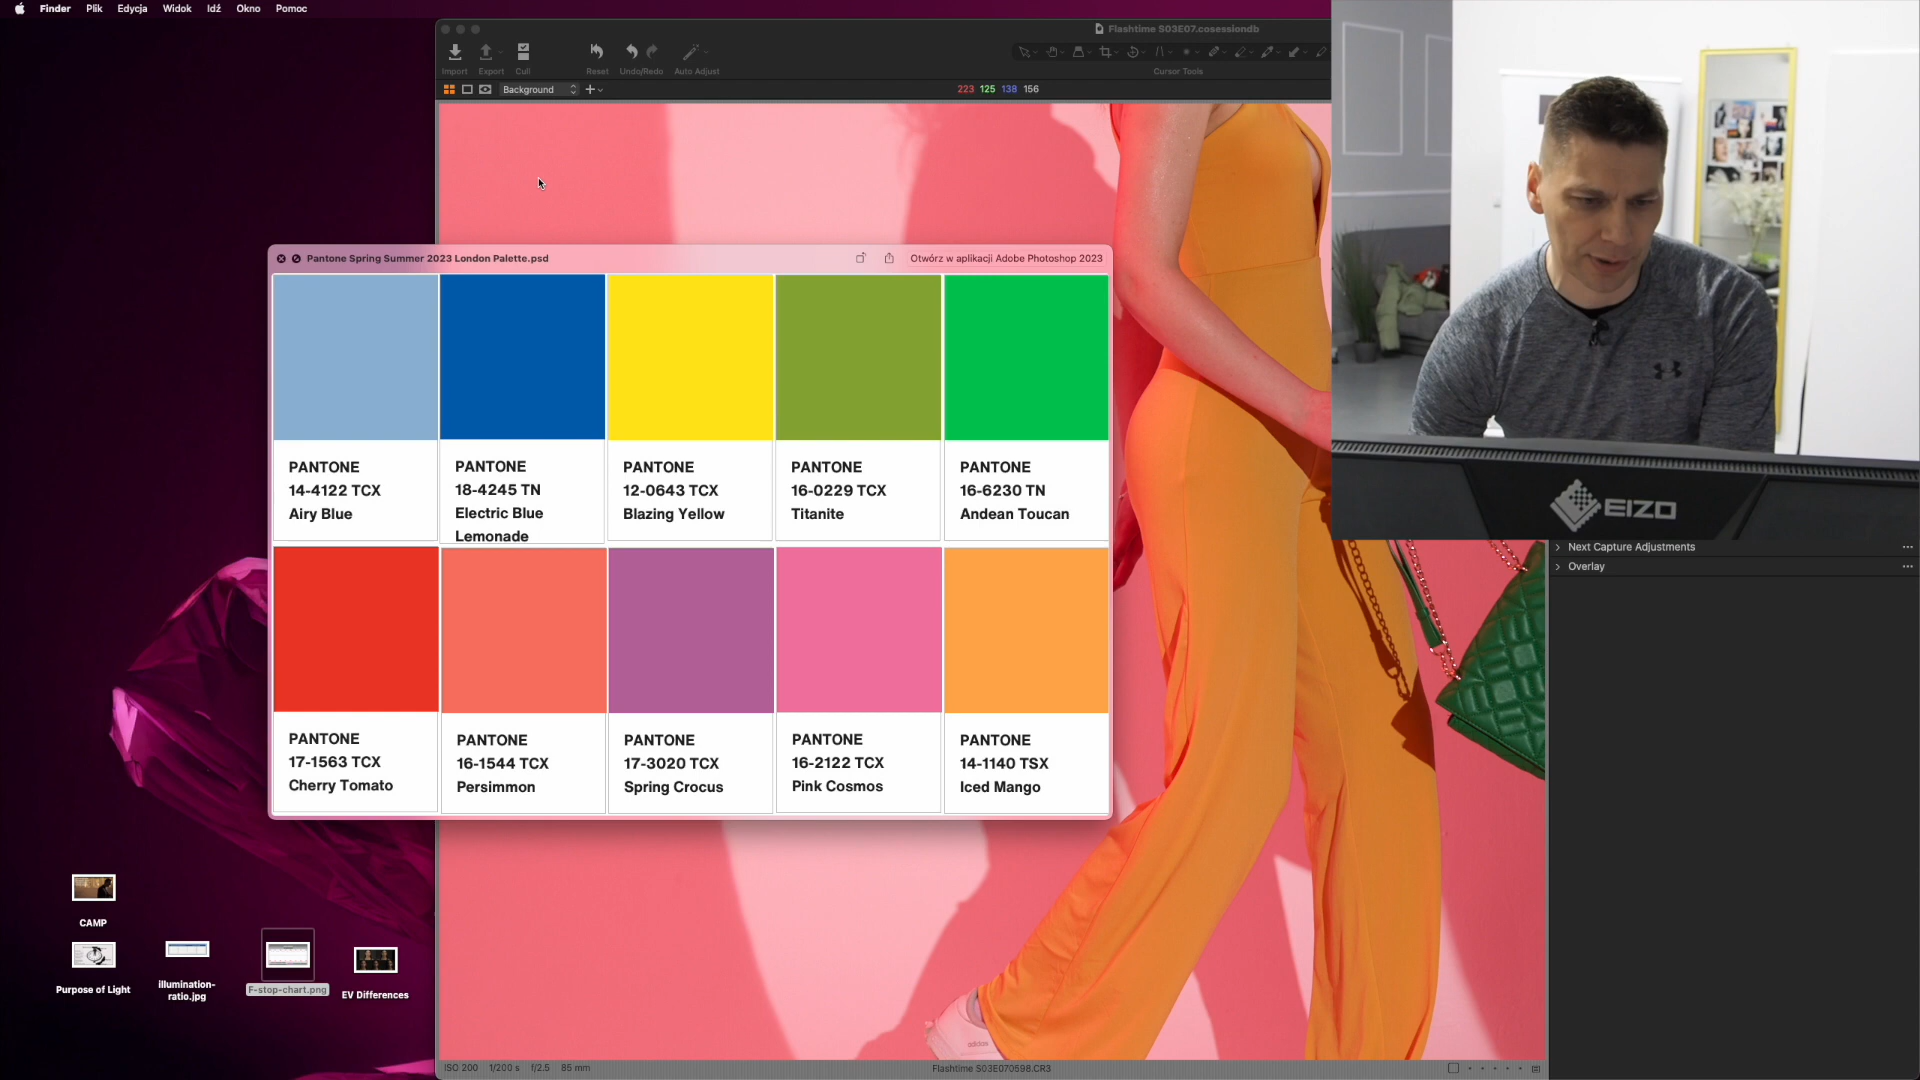 Finder Plik Edycja Widok Idź Okno Pomoc
Flashtime S03E07.cosessiondb
Import Export Cull Reset Undo/Redo Auto Adjust Cursor Tools
Background 223 125 138 156
Pantone Spring Summer 2023 London Palette.psd Otwórz w aplikacji Adobe Photoshop 2023
PANTONE
14-4122 TCX
Airy Blue
PANTONE
18-4245 TN
Electric Blue
Lemonade
PANTONE
12-0643 TCX
Blazing Yellow
PANTONE
16-0229 TCX
Titanite
PANTONE
16-6230 TN
Andean Toucan
PANTONE
17-1563 TCX
Cherry Tomato
PANTONE
16-1544 TCX
Persimmon
PANTONE
17-3020 TCX
Spring Crocus
PANTONE
16-2122 TCX
Pink Cosmos
PANTONE
14-1140 TSX
Iced Mango
EIZO
Next Capture Adjustments
Overlay
CAMP
Purpose of Light
illumination-
ratio.jpg
F-stop-chart.png
EV Differences
adidas
ISO 200 1/200 s f/2.5 85 mm
Flashtime S03E070598.CR3